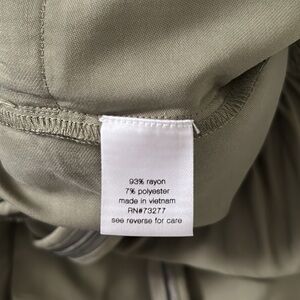 93% rayon
7% polyester
made in vietnam
RN#73277
see reverse for care